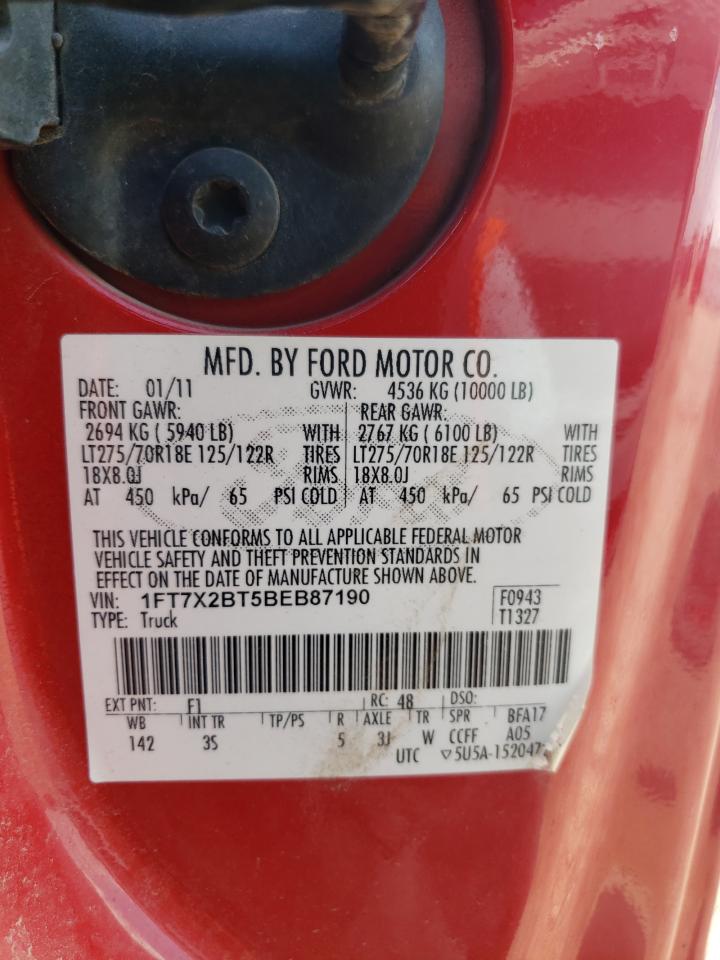 MFD. BY FORD MOTOR CO.
DATE: 01/11 GVWR: 4536 KG (10000 LB)
FRONT GAWR: REAR GAWR:
2694 KG ( 5940 LB) WITH 2767 KG ( 6100 LB) WITH
LT275/70R18E 125/122R TIRES LT275/70R18E 125/122R TIRES
18X8.0J RIMS 18X8.0J RIMS
AT 450 kPa/ 65 PSI COLD AT 450 kPa/ 65 PSI COLD
THIS VEHICLE CONFORMS TO ALL APPLICABLE FEDERAL MOTOR
VEHICLE SAFETY AND THEFT PREVENTION STANDARDS IN
EFFECT ON THE DATE OF MANUFACTURE SHOWN ABOVE.
VIN: 1FT7X2BT5BEB87190 F0943
TYPE: Truck T1327
EXT PNT: F1 RC: 48 DSO:
WB INT TR TP/PS R AXLE TR SPR BFA17
142 3S 5 3J W CCFF A05
UTC ▽5U5A-152047